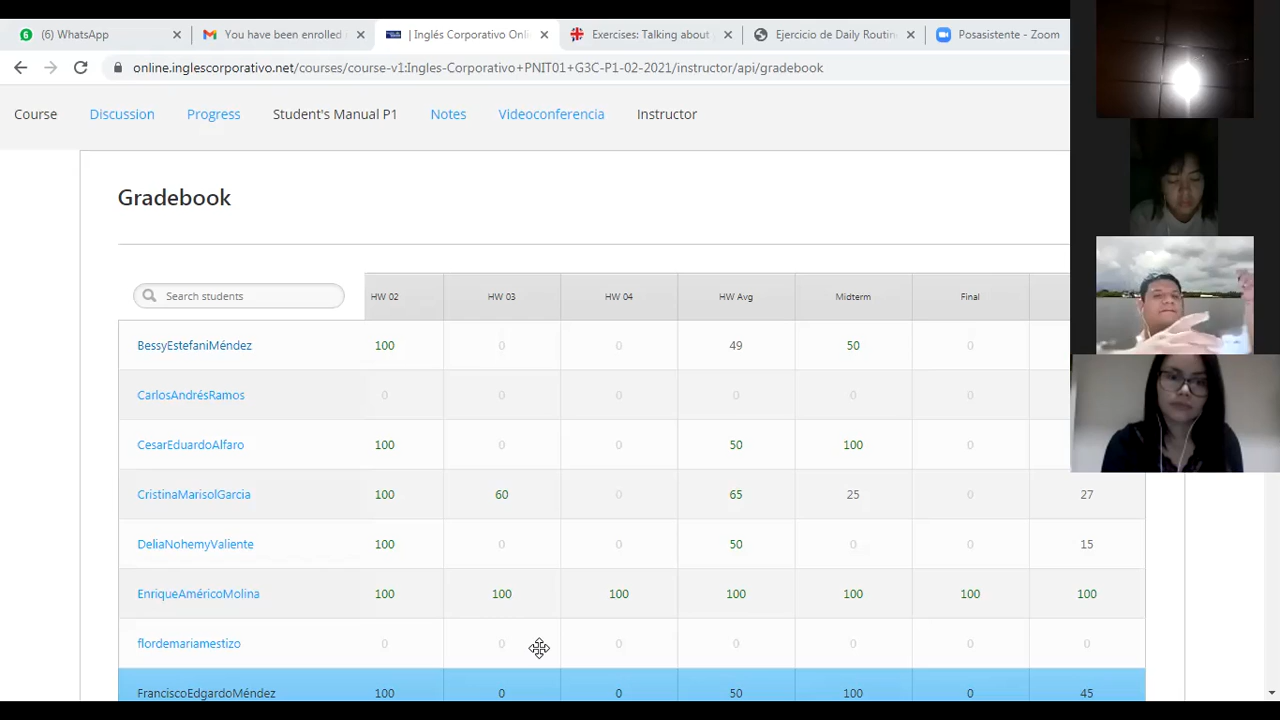 (6) WhatsApp
You have been enrolled
| Inglés Corporativo Onli
Exercises: Talking about
Ejercicio de Daily Routin
Posasistente - Zoom
online.inglescorporativo.net/courses/course-v1:Ingles-Corporativo+PNIT01+G3C-P1-02-2021/instructor/api/gradebook
Course Discussion Progress Student's Manual P1 Notes Videoconferencia Instructor
Gradebook
Search students HW 02 HW 03 HW 04 HW Avg Midterm Final
BessyEstefaniMéndez 100 0 0 49 50 0
CarlosAndrésRamos 0 0 0 0 0 0
CesarEduardoAlfaro 100 0 0 50 100 0
CristinaMarisolGarcia 100 60 0 65 25 0 27
DeliaNohemyValiente 100 0 0 50 0 0 15
EnriqueAméricoMolina 100 100 100 100 100 100 100
flordemariamestizo 0 0 0 0 0 0 0
FranciscoEdgardoMéndez 100 0 0 50 100 0 45